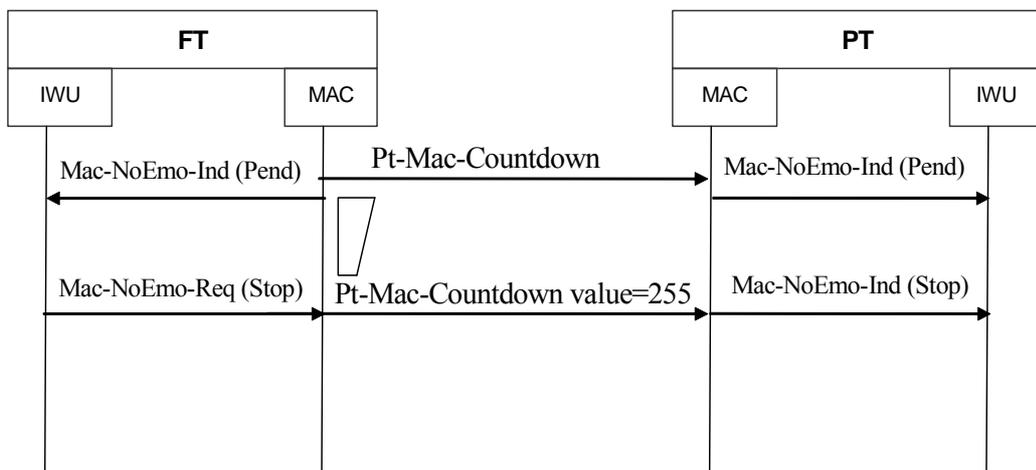 FT
PT
IWU
MAC
MAC
IWU
Mac-NoEmo-Ind (Pend)
Pt-Mac-Countdown
Mac-NoEmo-Ind (Pend)
Mac-NoEmo-Req (Stop)
Pt-Mac-Countdown value=255
Mac-NoEmo-Ind (Stop)